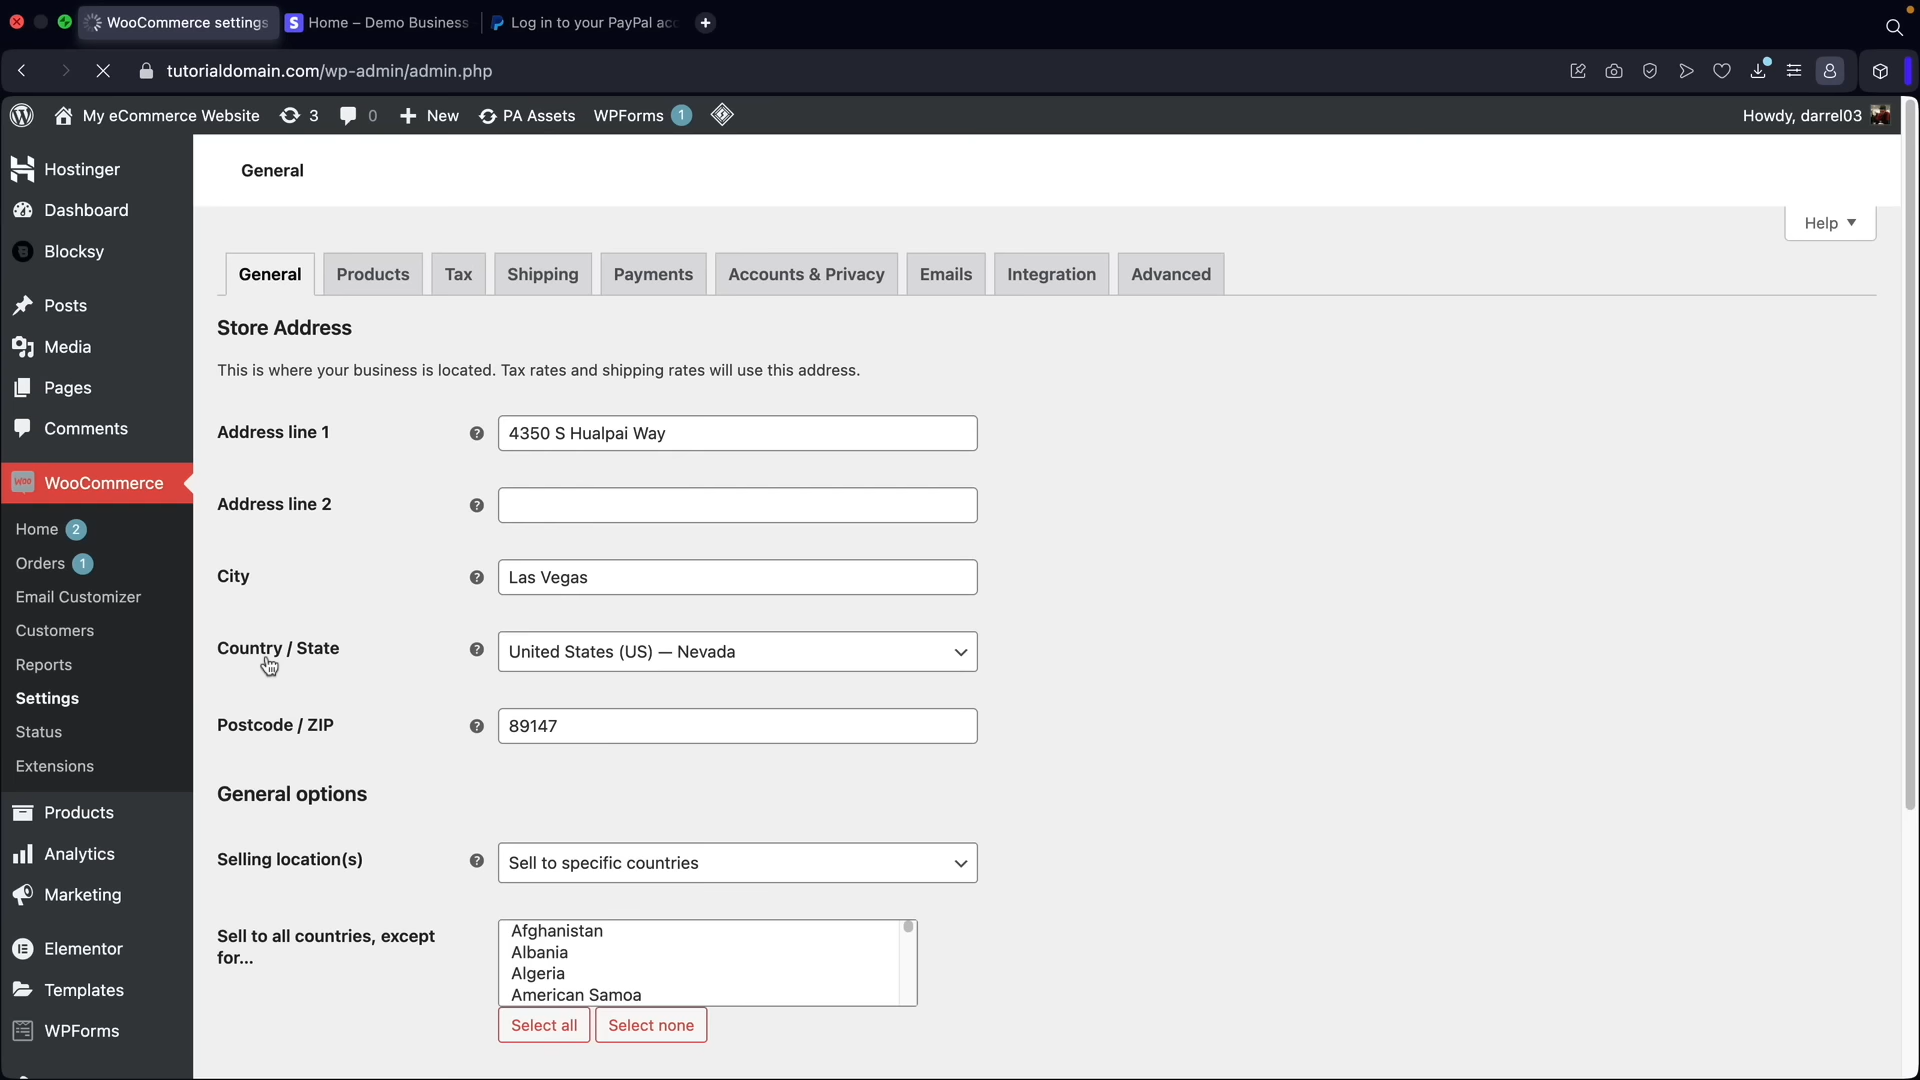 WooCommerce settings
Home – Demo Business
Log in to your PayPal acc
tutorialdomain.com/wp-admin/admin.php
My eCommerce Website 3 0 New PA Assets WPForms 1
Howdy, darrel03
Hostinger
Dashboard
Blocksy
Posts
Media
Pages
Comments
WooCommerce
Home 2
Orders 1
Email Customizer
Customers
Reports
Settings
Status
Extensions
Products
Analytics
Marketing
Elementor
Templates
WPForms
General
Help
General Products Tax Shipping Payments Accounts & Privacy Emails Integration Advanced
Store Address
This is where your business is located. Tax rates and shipping rates will use this address.
Address line 1 ? 4350 S Hualpai Way
Address line 2 ?
City ? Las Vegas
Country / State ? United States (US) — Nevada
Postcode / ZIP ? 89147
General options
Selling location(s) ? Sell to specific countries
Sell to all countries, except
for...
Afghanistan
Albania
Algeria
American Samoa
Select all Select none